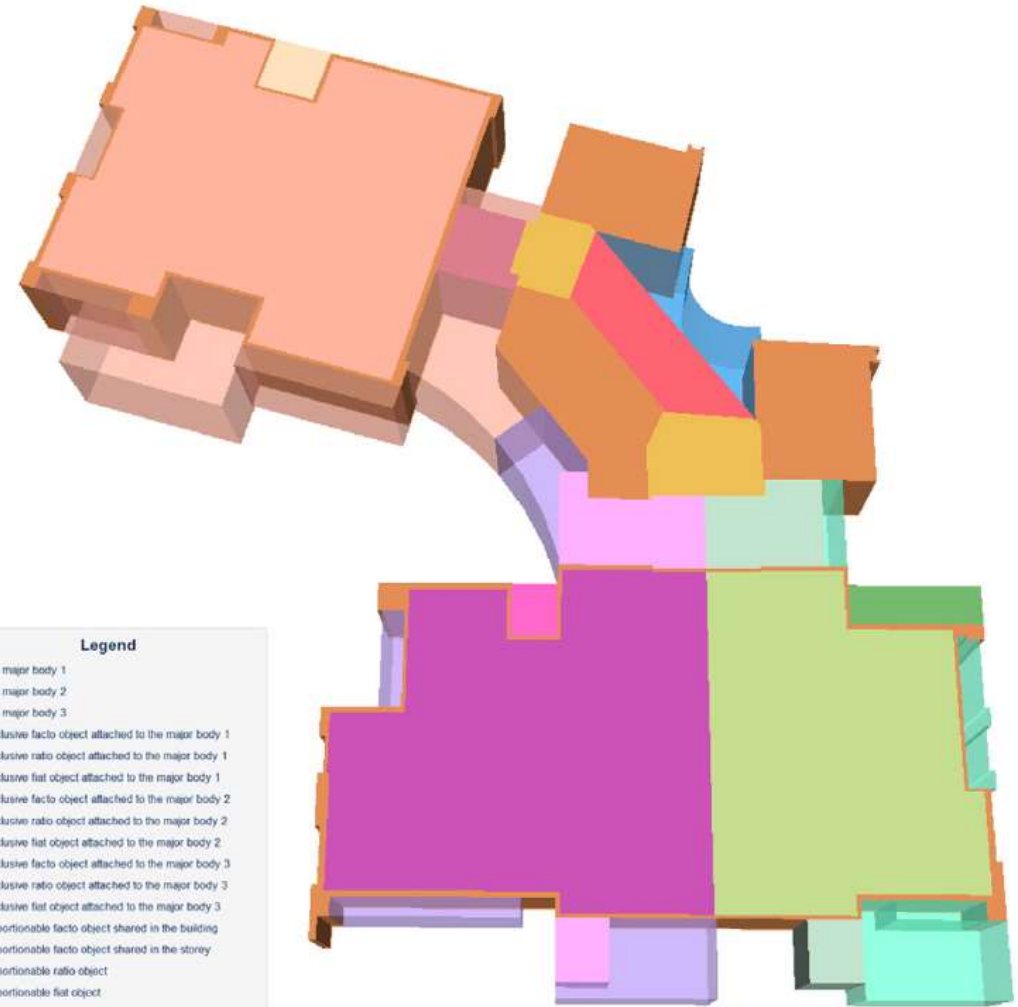 Legend
major body 1
major body 2
major body 3
lusive facto object attached to the major body 1
lusive ratio object attached to the major body 1
lusive fiat object attached to the major body 1
lusive facto object attached to the major body 2
lusive ratio object attached to the major body 2
lusive fiat object attached to the major body 2
lusive facto object attached to the major body 3
lusive ratio object attached to the major body 3
lusive fiat object attached to the major body 3
portionable facto object shared in the building
portionable facto object shared in the storey
portionable ratio object
portionable fiat object